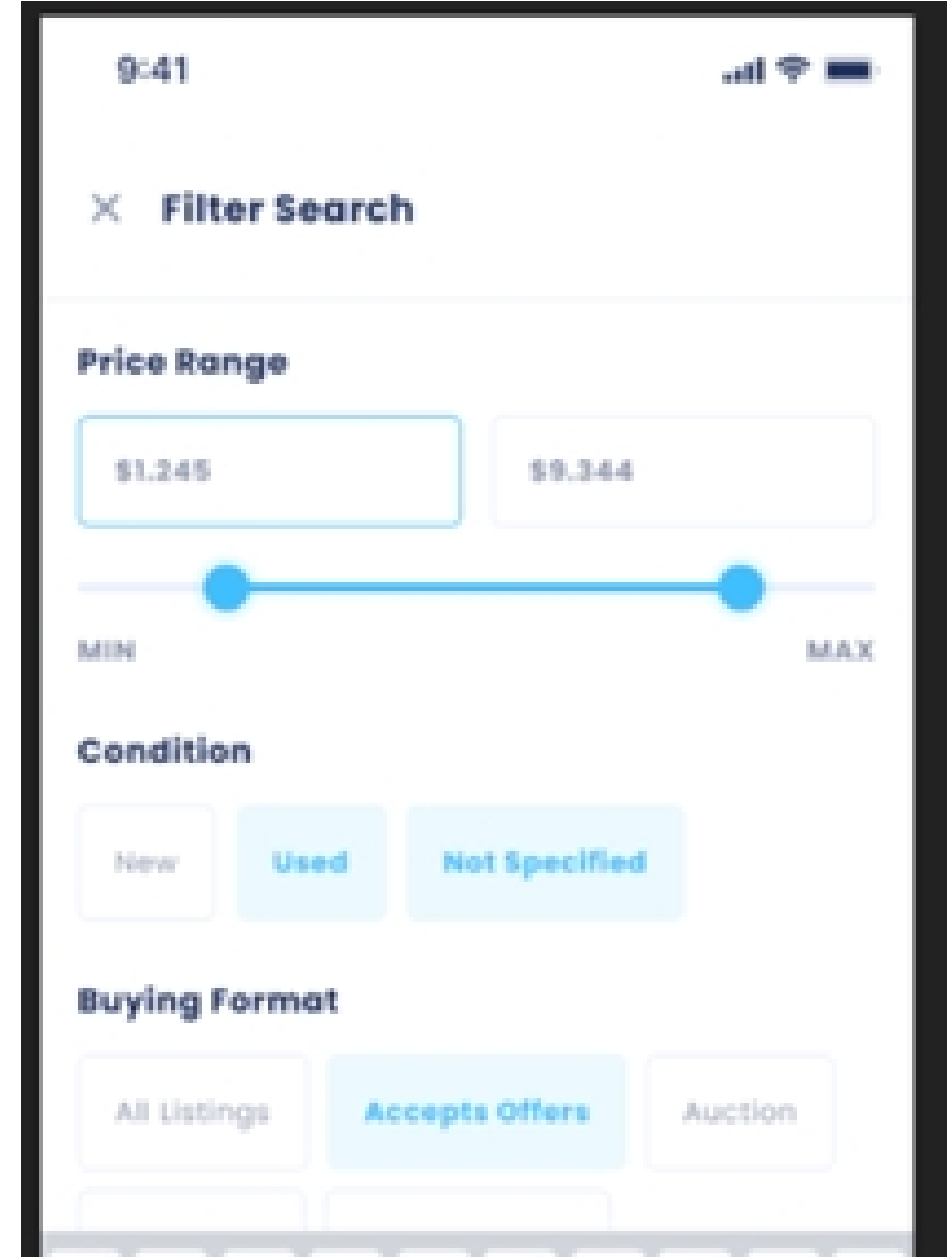 9:41
Filter Search
Price Range
$1.245 $9.344
MIN MAX
Condition
New Used Not Specified
Buying Format
All Listings Accepts Offers Auction